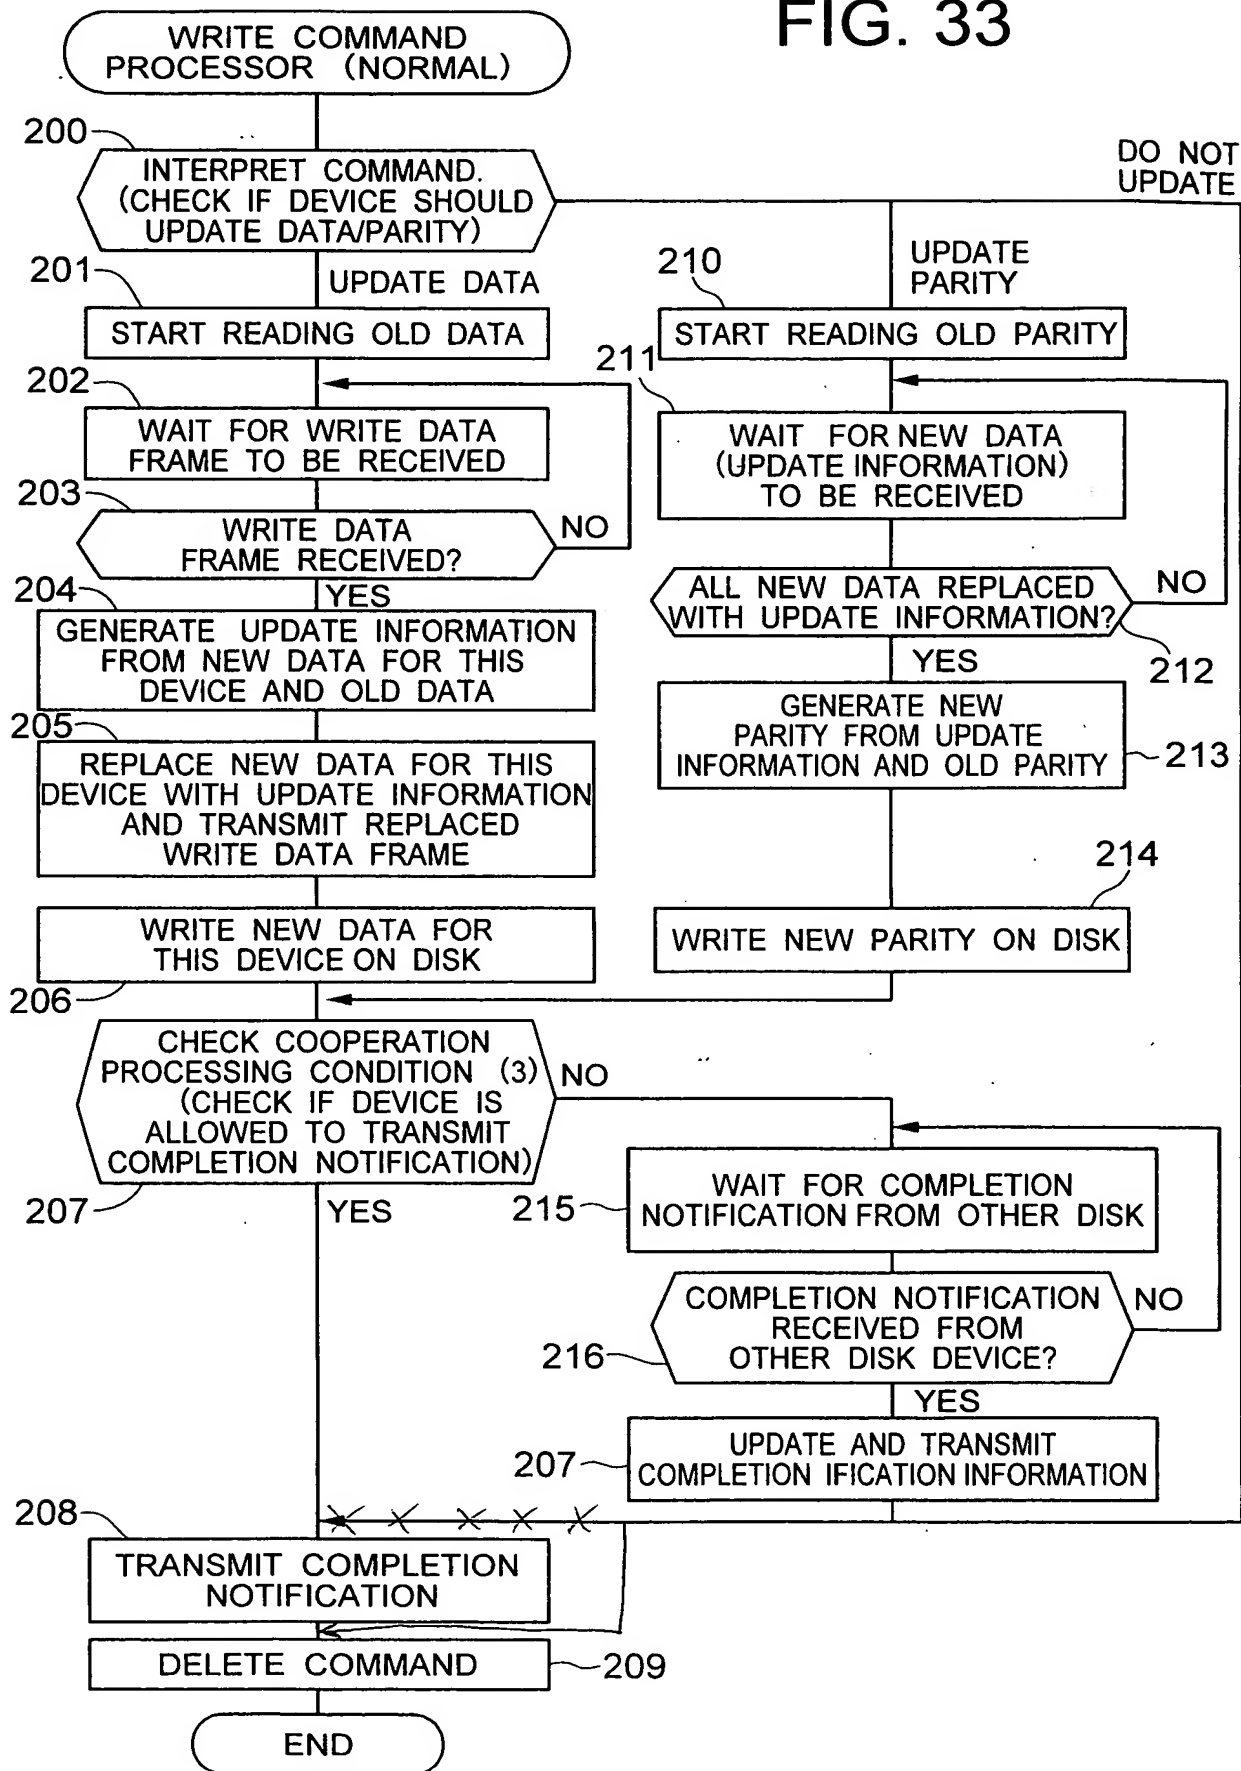 FIG. 33
WRITE COMMAND
PROCESSOR (NORMAL)
200
INTERPRET COMMAND.
(CHECK IF DEVICE SHOULD
UPDATE DATA/PARITY)
DO NOT
UPDATE
201
UPDATE DATA
START READING OLD DATA
202
WAIT FOR WRITE DATA
FRAME TO BE RECEIVED
203
WRITE DATA
FRAME RECEIVED?
NO
YES
204
GENERATE UPDATE INFORMATION
FROM NEW DATA FOR THIS
DEVICE AND OLD DATA
205
REPLACE NEW DATA FOR THIS
DEVICE WITH UPDATE INFORMATION
AND TRANSMIT REPLACED
WRITE DATA FRAME
WRITE NEW DATA FOR
THIS DEVICE ON DISK
206
UPDATE
PARITY
210
START READING OLD PARITY
211
WAIT FOR NEW DATA
(UPDATE INFORMATION)
TO BE RECEIVED
ALL NEW DATA REPLACED
WITH UPDATE INFORMATION?
NO
212
YES
GENERATE NEW
PARITY FROM UPDATE
INFORMATION AND OLD PARITY
213
214
WRITE NEW PARITY ON DISK
CHECK COOPERATION
PROCESSING CONDITION (3)
(CHECK IF DEVICE IS
ALLOWED TO TRANSMIT
COMPLETION NOTIFICATION)
NO
207
YES
215
WAIT FOR COMPLETION
NOTIFICATION FROM OTHER DISK
COMPLETION NOTIFICATION
RECEIVED FROM
OTHER DISK DEVICE?
NO
216
YES
207
UPDATE AND TRANSMIT
COMPLETION IFICATION INFORMATION
208
TRANSMIT COMPLETION
NOTIFICATION
DELETE COMMAND
209
END